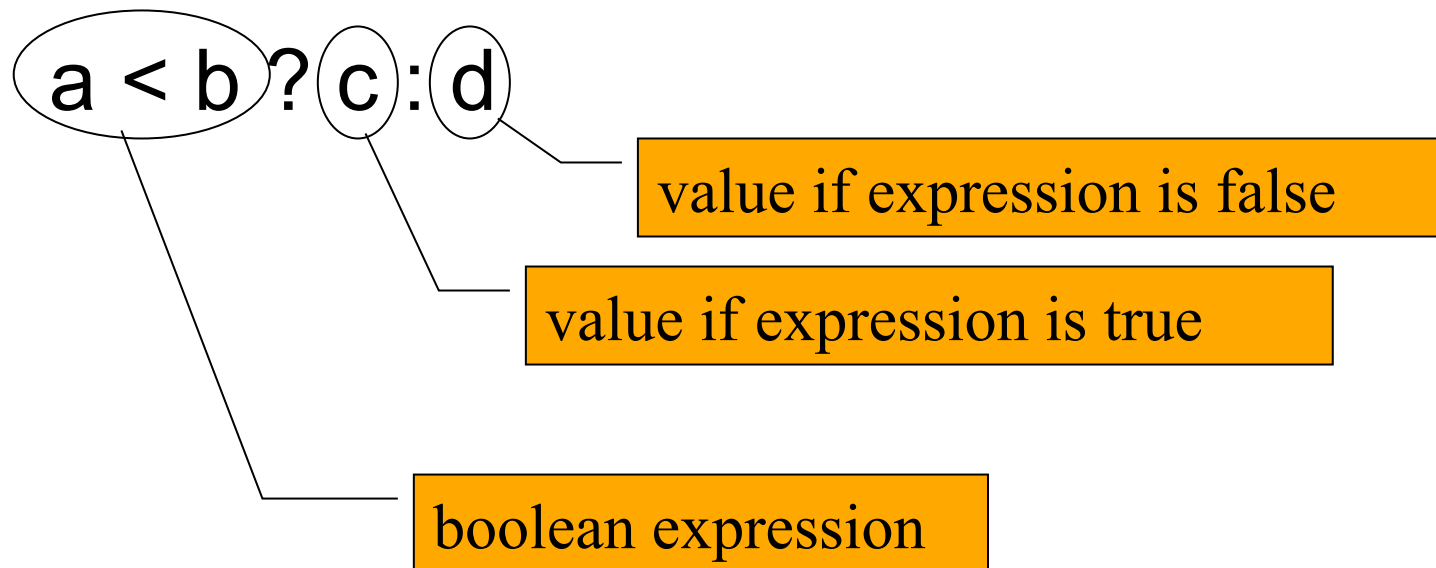 a < b ? c : d
value if expression is false
value if expression is true
boolean expression